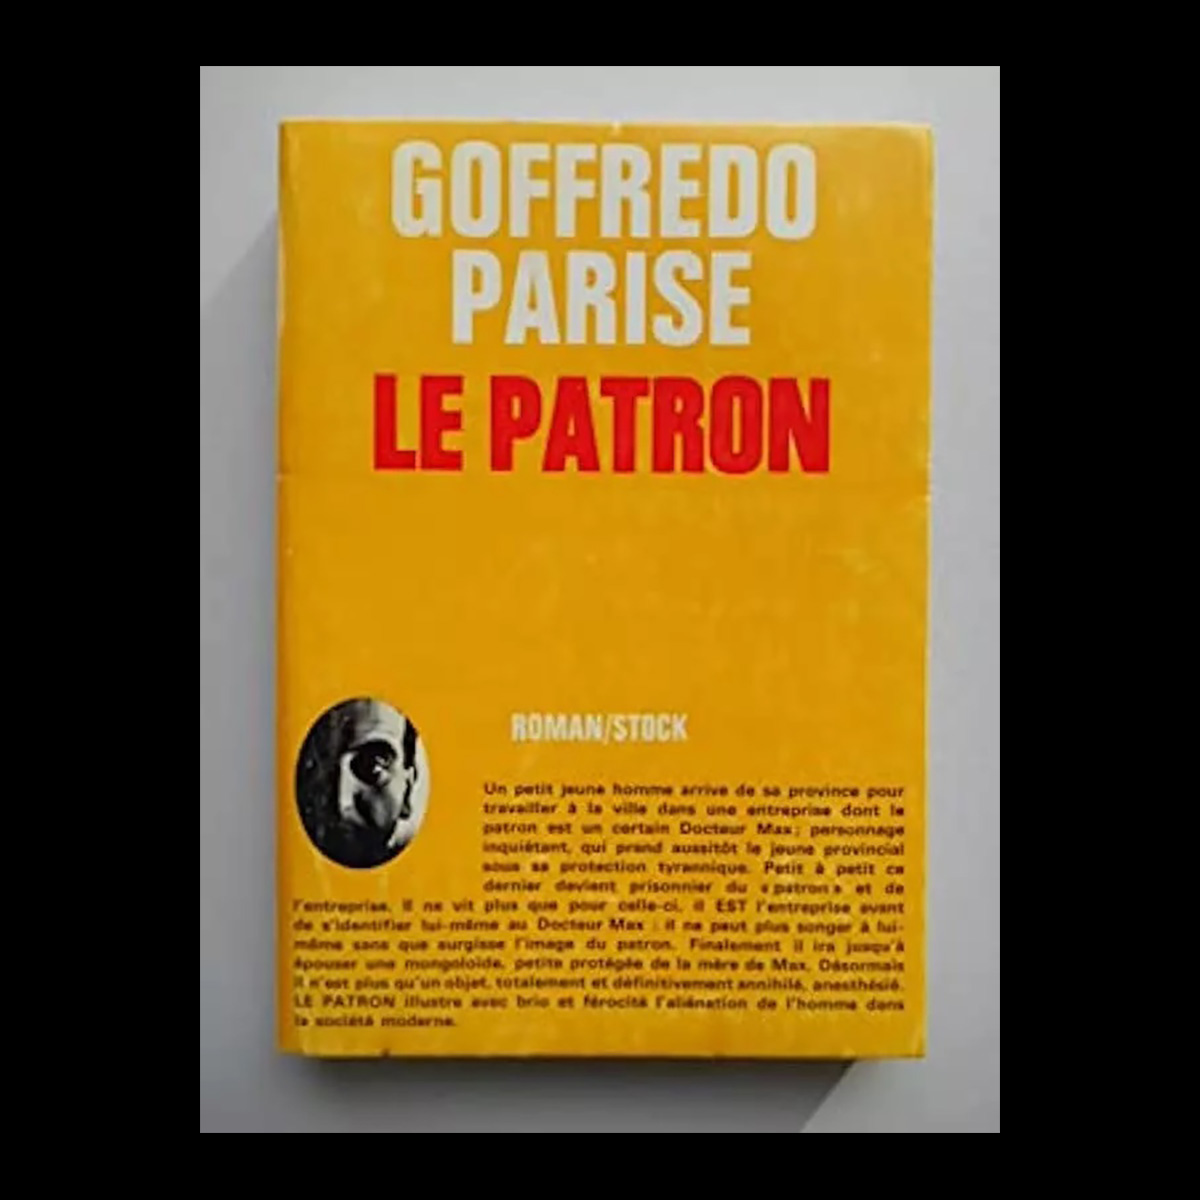 GOFFREDO
PARISE
LE PATRON
ROMAN/STOCK
Un petit jeune homme arrive de sa province pour
travailler à la ville dans une entreprise dont le
patron est un certain Docteur Max; personnage
inquiétant, qui prend aussitôt le jeune provincial
sous sa protection tyrannique. Petit à petit ce
dernier devient prisonnier du «patron» et de
l'entreprise. Il ne vit plus que pour celle-ci, il EST l'entreprise avant
de s'identifier lui-même au Docteur Max : il ne peut plus songer à lui-
même sans que surgisse l'image du patron. Finalement il ira jusqu'à
épouser une mongoloïde, petite protégée de la mère de Max. Désormais
il n'est plus qu'un objet, totalement et définitivement annihilé, anesthésié.
LE PATRON illustre avec brio et férocité l'aliénation de l'homme dans
la société moderne.